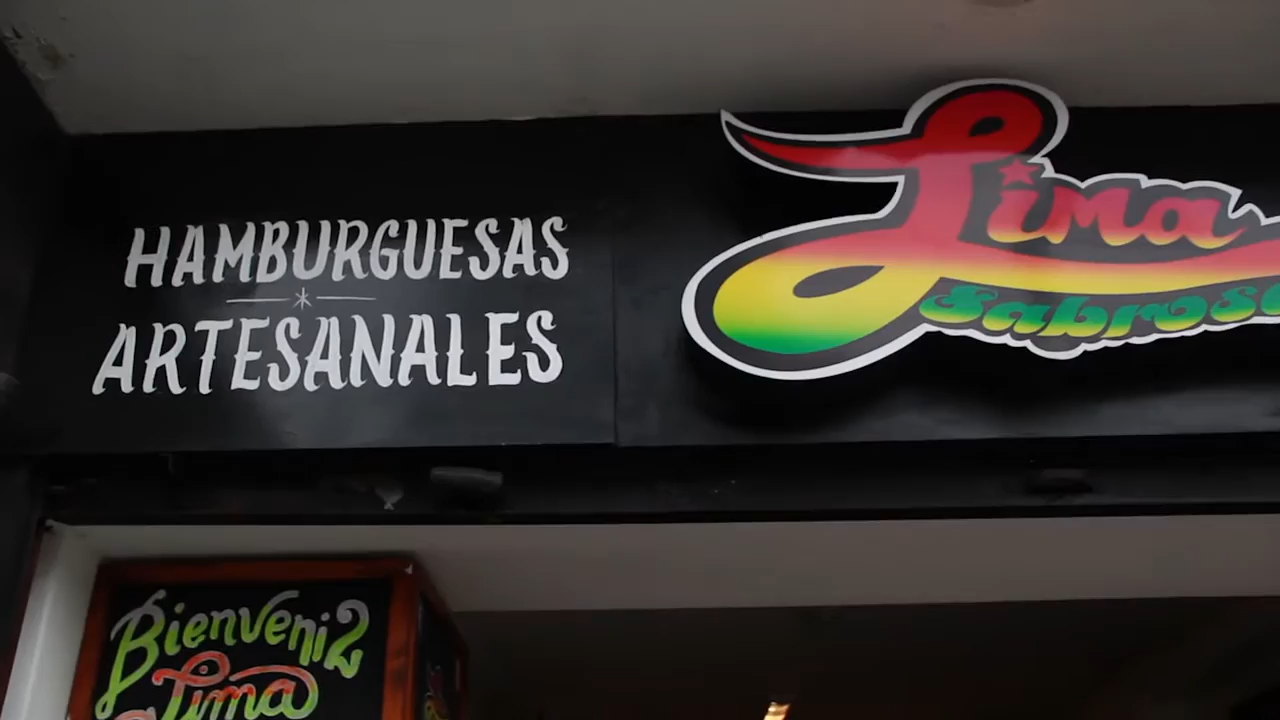 HAMBURGUESAS
ARTESANALES
Lima
Bienveni2
Lima